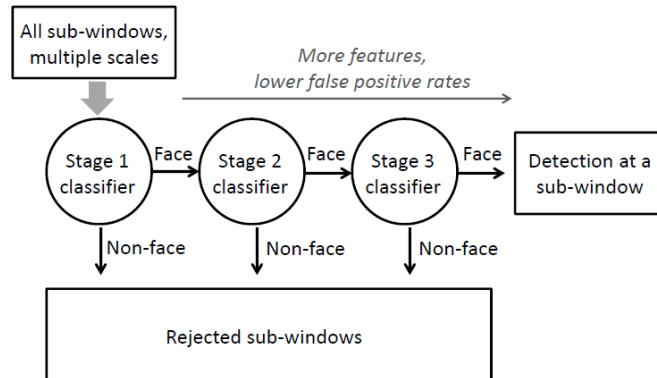 All sub-windows,
multiple scales
More features,
lower false positive rates
Stage 1
classifier
Face
Stage 2
classifier
Face
Stage 3
classifier
Face
Detection at a
sub-window
Non-face
Non-face
Non-face
Rejected sub-windows